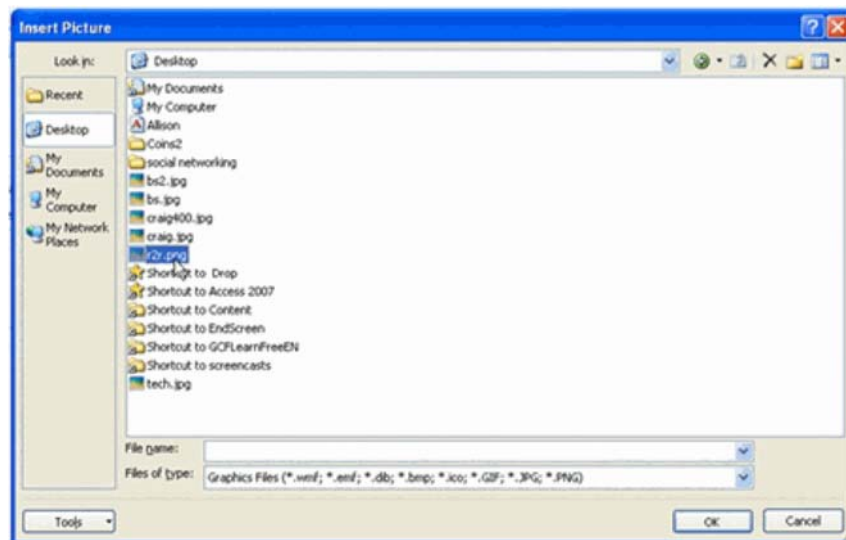 Insert Picture
Look in:
Desktop
Recent
Desktop
My
Documents
My
Computer
My Network
Places
My Documents
My Computer
Allison
Coins2
social networking
bs2.jpg
bs.jpg
craig400.jpg
craig.jpg
r2r.png
Shortcut to Drop
Shortcut to Access 2007
Shortcut to Content
Shortcut to EndScreen
Shortcut to GCFLearnFreeEN
Shortcut to screencasts
tech.jpg
File name:
Files of type: Graphics Files (*.wmf; *.emf; *.dib; *.bmp; *.ico; *.GIF; *.JPG; *.PNG)
Tools OK Cancel